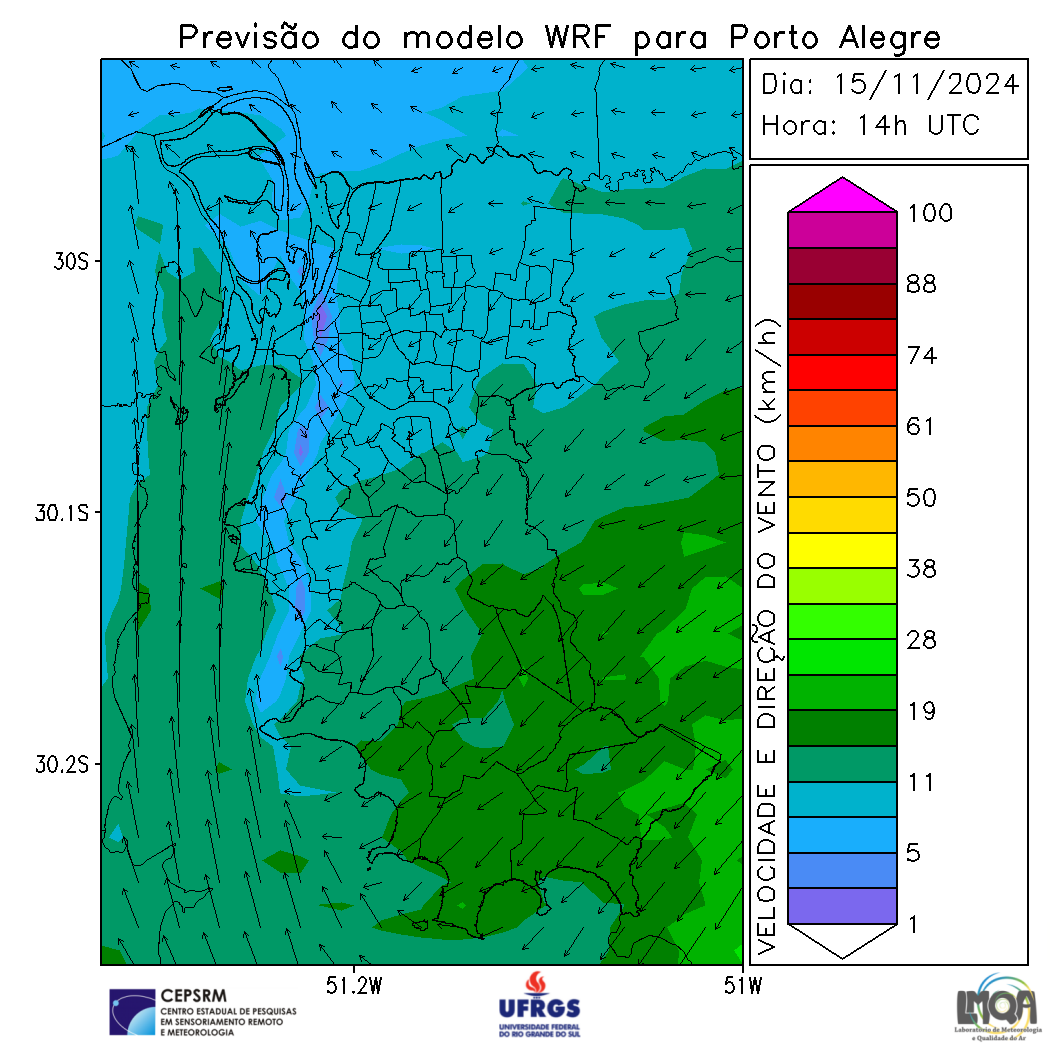 Previsão do modelo WRF para Porto Alegre
Dia: 15/11/2024
Hora: 14h UTC
30S
30.1S
30.2S
51.2W
51W
VELOCIDADE E DIREÇÃO DO VENTO (km/h)
100
88
74
61
50
38
28
19
11
5
1
CEPSRM
CENTRO ESTADUAL DE PESQUISAS
EM SENSORIAMENTO REMOTO
E METEOROLOGIA
UFRGS
UNIVERSIDADE FEDERAL
DO RIO GRANDE DO SUL
LMQA
Laboratório de Meteorologia
e Qualidade do Ar